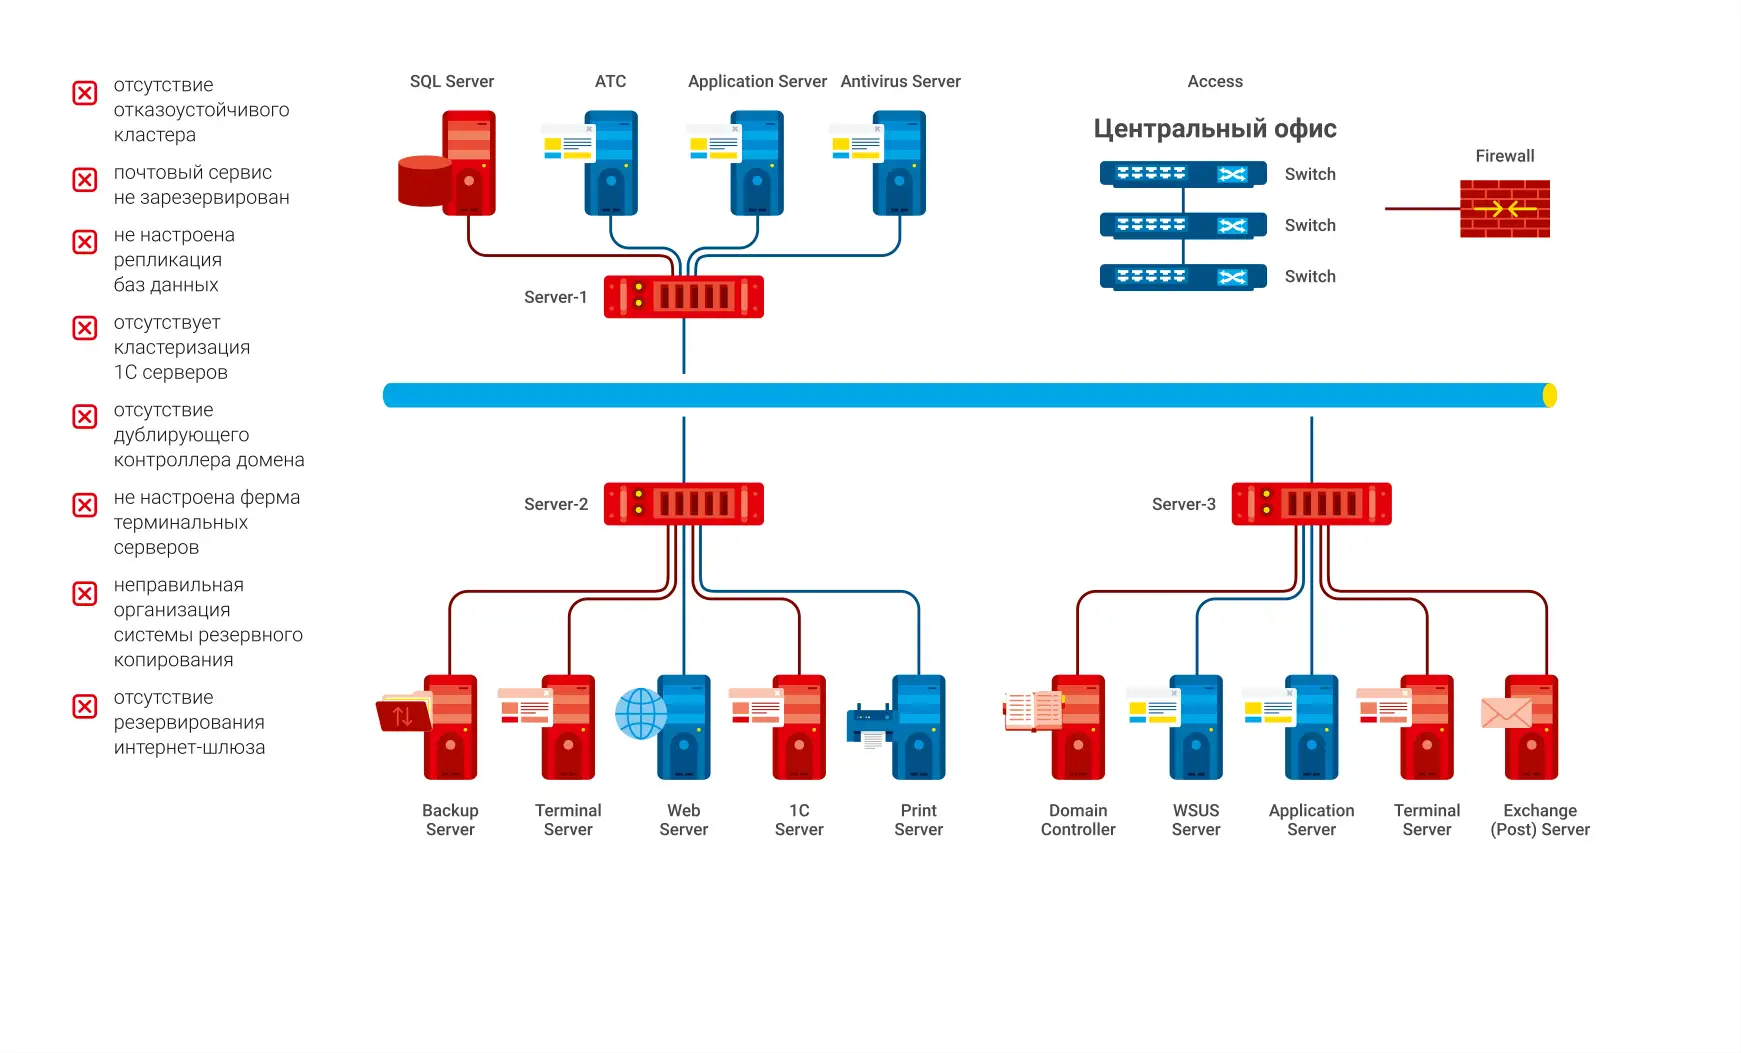 отсутствие
отказоустойчивого
кластера
почтовый сервис
не зарезервирован
не настроена
репликация
баз данных
отсутствует
кластеризация
1С серверов
отсутствие
дублирующего
контроллера домена
не настроена ферма
терминальных
серверов
неправильная
организация
системы резервного
копирования
отсутствие
резервирования
интернет-шлюза
SQL Server
ATC
Application Server
Antivirus Server
Access
Центральный офис
Switch
Switch
Switch
Firewall
Server-1
Server-2
Server-3
Backup
Server
Terminal
Server
Web
Server
1C
Server
Print
Server
Domain
Controller
WSUS
Server
Application
Server
Terminal
Server
Exchange
(Post) Server